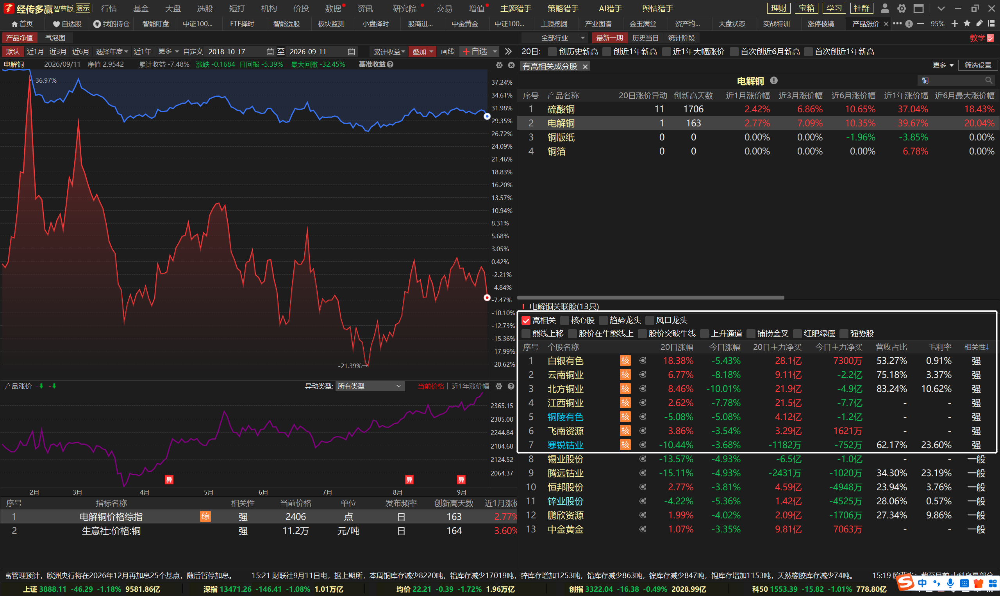 经传多赢 智尊版 演示 行情 基金 大盘 选股 短打 机构 价投 数据 资讯 研究院 交易 增值 主题猎手 策略猎手 AI猎手 舆情猎手 理财 宝箱 学习 社群
首页 自选股 我的持仓 智能盯盘 中证100... ETF择时 智能选股 板块监测 小盘择时 股商进... 中金黄金 中证100... 主题挖掘 产业图谱 金玉满堂 资产均... 大盘状态 实战特训 涨停棱镜 产品涨价 95%
产品净值 气泡图
默认 近1月 近3月 近6月 选择年度 近1年 更多 自定义 2018-10-17 至 2026-09-11 累计收益 叠加 画线 自选
电解铜 2026/09/11 净值 2.9542 累计收益 -7.48% 涨跌 -0.1684 日回报 -5.39% 最大回撤 -32.45% 基准收益
36.97%
-21.39%
37.24%
34.61%
31.98%
29.35%
26.72%
24.09%
21.46%
18.83%
16.20%
13.57%
10.94%
8.31%
5.68%
3.05%
0.42%
-2.21%
-4.84%
-7.47%
-10.10%
-12.73%
-15.36%
-17.99%
-20.62%
产品涨价 异动类型: 所有类型 当前价格 近1年涨价幅
2365.15
2305.00
2244.84
2184.68
2124.52
2064.37
异 异 异
2月 3月 4月 5月 6月 7月 8月 9月
序号 指标名称 相关性 当前价格 单位 发布频率 创新高天数 近1月涨价
1 电解铜价格综指 综 强 2406 点 日 163 2.77%
2 生意社:价格:铜 强 11.2万 元/吨 日 164 3.60%
全部行业 最新一期 历史当日 统计阶段 教学
20日: 创历史新高 创近1年新高 近1年大幅涨价 首次创近6月新高 首次创近1年新高
有高相关成分股 更多 筛选设置
电解铜 铜
序号 产品名称 20日涨价异动 创新高天数 近1月涨价幅 近3月涨价幅 近6月涨价幅 近1年涨价幅 近6月最大涨价幅
1 硫酸铜 11 1706 2.42% 6.86% 10.65% 37.04% 18.43%
2 电解铜 1 163 2.77% 7.09% 10.35% 39.67% 20.04%
3 铜版纸 0 0 0.00% 0.00% -1.96% -3.85% 0.00%
4 铜箔 0 0 0.00% 0.00% 0.00% 6.78% 0.00%
电解铜关联股(13只)
高相关 核心股 趋势龙头 风口龙头
熊线上移 股价在牛熊线上 股价突破牛线 上升通道 捕捞金叉 红肥绿瘦 强势股
序号 个股名称 20日涨幅 今日涨幅 20日主力净买 今日主力净买 营收占比 毛利率 相关性↓
1 白银有色 核 18.38% -5.43% 28.1亿 7300万 53.27% 0.91% 强
2 云南铜业 核 6.77% -8.18% 9.11亿 -2.2亿 75.18% 3.37% 强
3 北方铜业 核 8.46% -10.01% 21.9亿 -4.9亿 83.24% 10.62% 强
4 江西铜业 核 2.62% -7.78% 21.5亿 -7.7亿 - - 强
5 铜陵有色 核 -5.08% -5.08% 4.12亿 -1.2亿 - - 强
6 飞南资源 核 3.86% -3.54% 3.29亿 1621万 - - 强
7 寒锐钴业 核 -10.44% -3.68% -1182万 -752万 62.17% 23.60% 强
8 锡业股份 -13.57% -4.93% -6.5亿 -1.0亿 - - 一般
9 腾远钴业 -15.11% -4.93% -2431万 -1020万 34.30% 23.19% 一般
10 恒邦股份 2.77% -3.81% 4.59亿 -4948万 23.94% 3.76% 一般
11 锌业股份 -4.22% -5.36% 1.42亿 -4525万 28.06% 0.57% 一般
12 鹏欣资源 1.99% -4.02% 2.09亿 -1706万 27.34% 9.86% 一般
13 中金黄金 1.07% -3.35% 9.81亿 7063万 - - 一般
富管理预计，欧洲央行将在2026年12月再加息25个基点，随后暂停加息。 15:21 财联社9月11日电，据上期所，本周铜库存减少8220吨，铝库存减少17019吨，锌库存增加1253吨，铅库存减少863吨，镍库存减少847吨，锡库存增加1153吨，天然橡胶库存减少74吨。 15:19
上证 3888.11 -46.29 -1.18% 9581.86亿 深指 13471.26 -146.41 -1.08% 1.01万亿 均价 22.21 -0.39 -1.72% 1.96万亿 创指 3322.04 -16.38 -0.49% 2028.99亿 科50 1553.39 -15.82 -1.01% 778.80亿
中